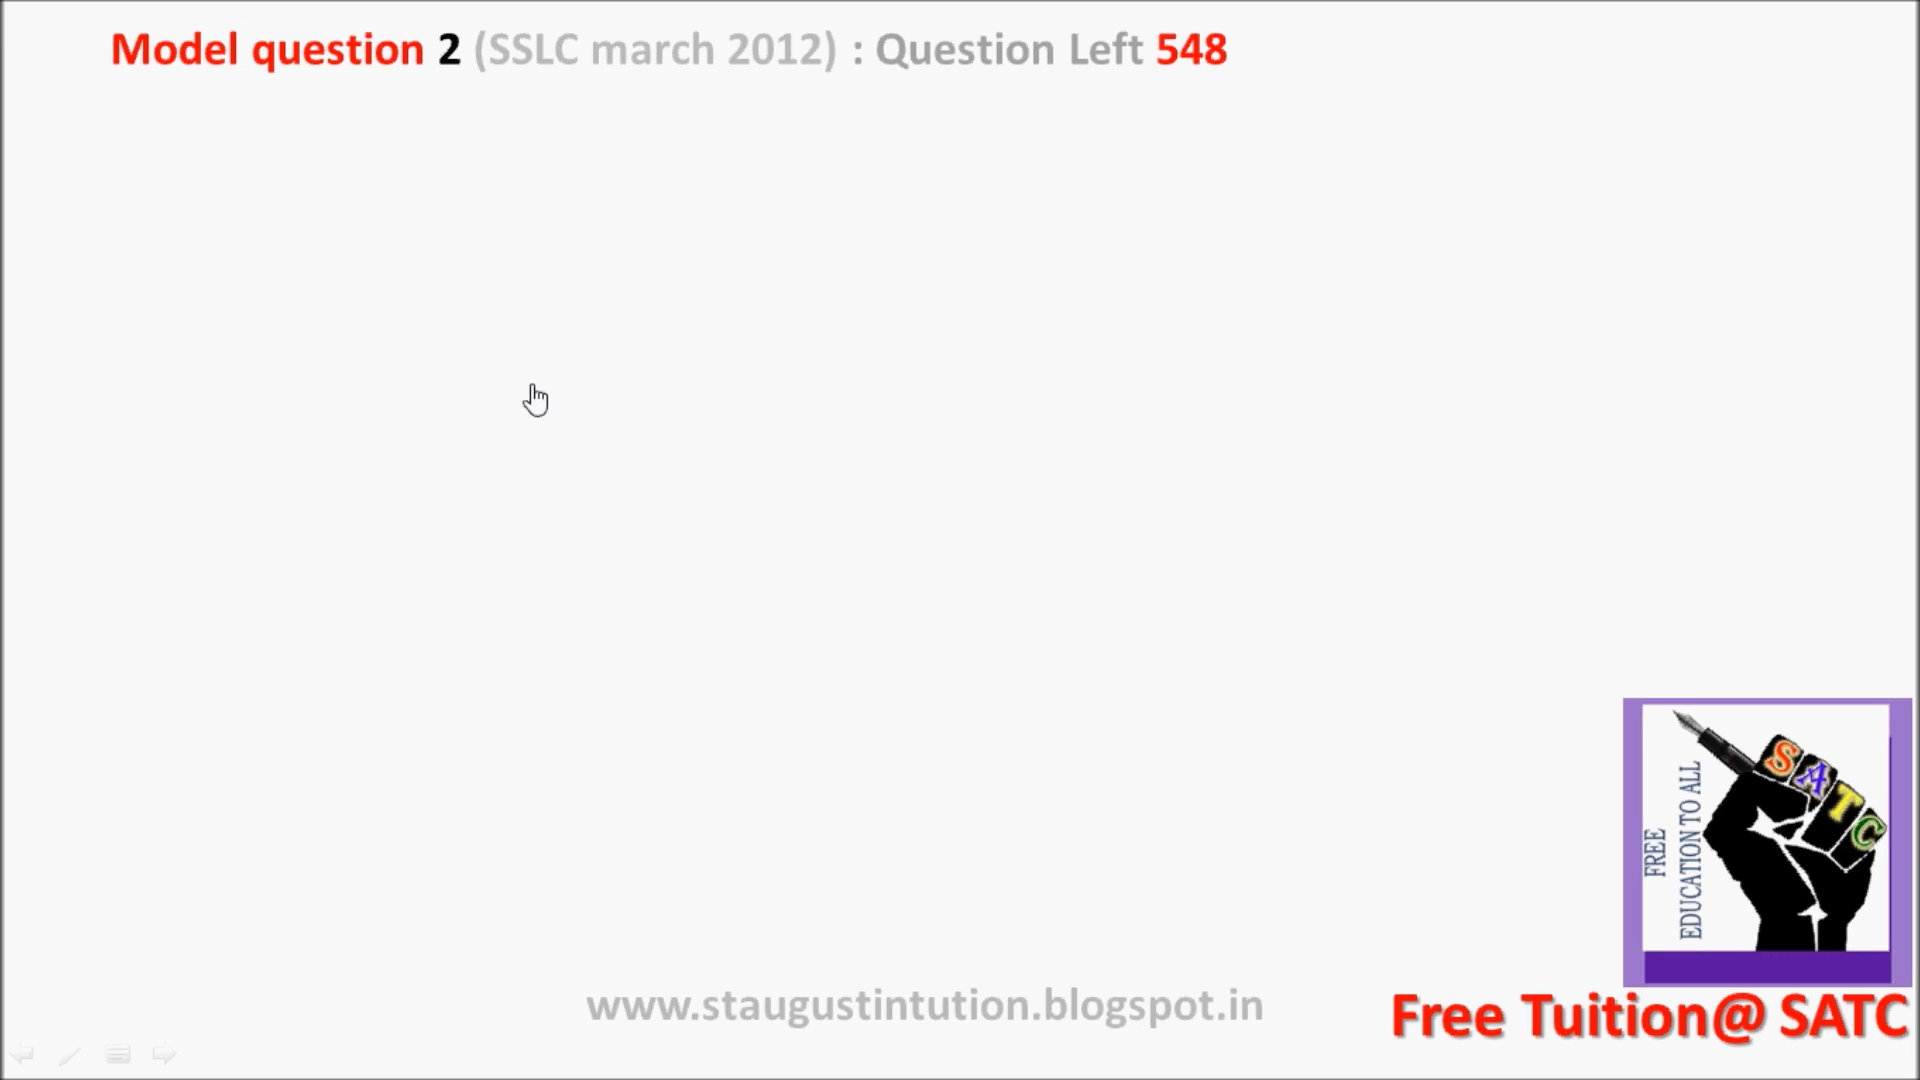 Model question 2 (SSLC march 2012) : Question Left 548
FREE
EDUCATION TO ALL
SATC
www.staugustintution.blogspot.in
Free Tuition@ SATC